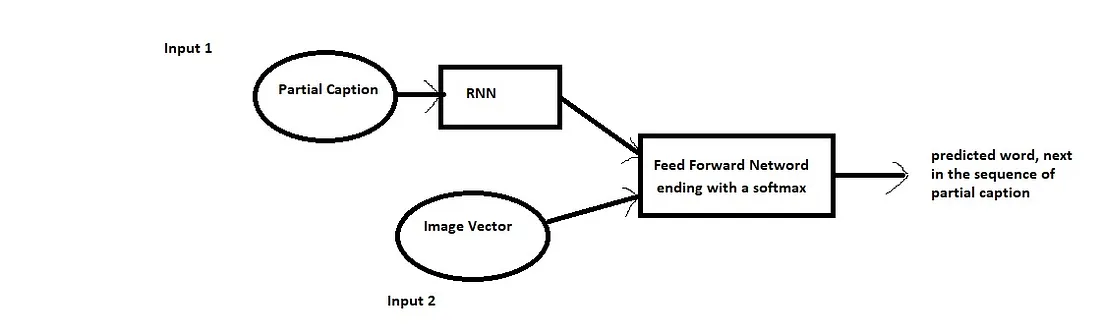 Input 1
Partial Caption
RNN
Feed Forward Netword
ending with a softmax
predicted word, next
in the sequence of
partial caption
Image Vector
Input 2